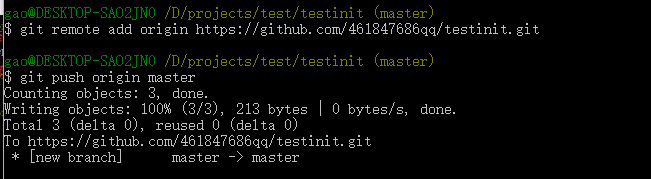 gao@DESKTOP-SAO2JNO /D/projects/test/testinit (master)
$ git remote add origin https://github.com/461847686qq/testinit.git
gao@DESKTOP-SAO2JNO /D/projects/test/testinit (master)
$ git push origin master
Counting objects: 3, done.
Writing objects: 100% (3/3), 213 bytes | 0 bytes/s, done.
Total 3 (delta 0), reused 0 (delta 0)
To https://github.com/461847686qq/testinit.git
 * [new branch]      master -> master